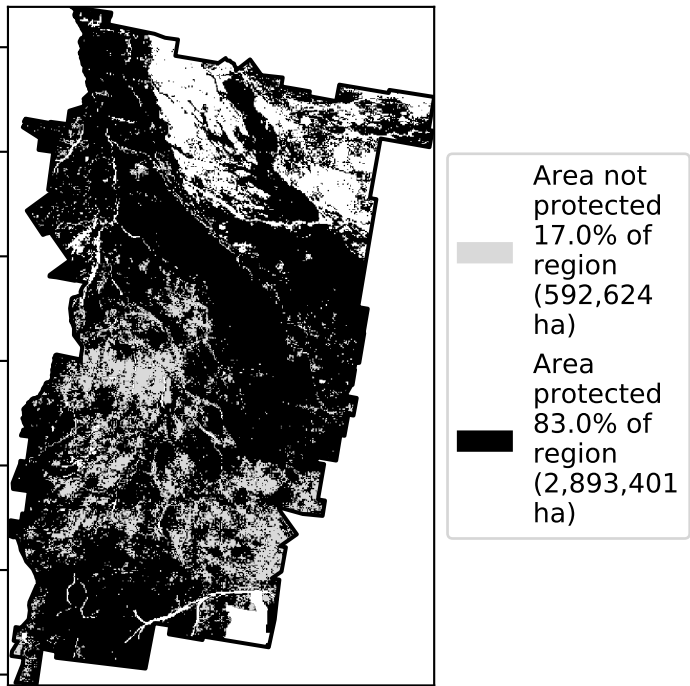 Area not
protected
17.0% of
region
(592,624
ha)
Area
protected
83.0% of
region
(2,893,401
ha)